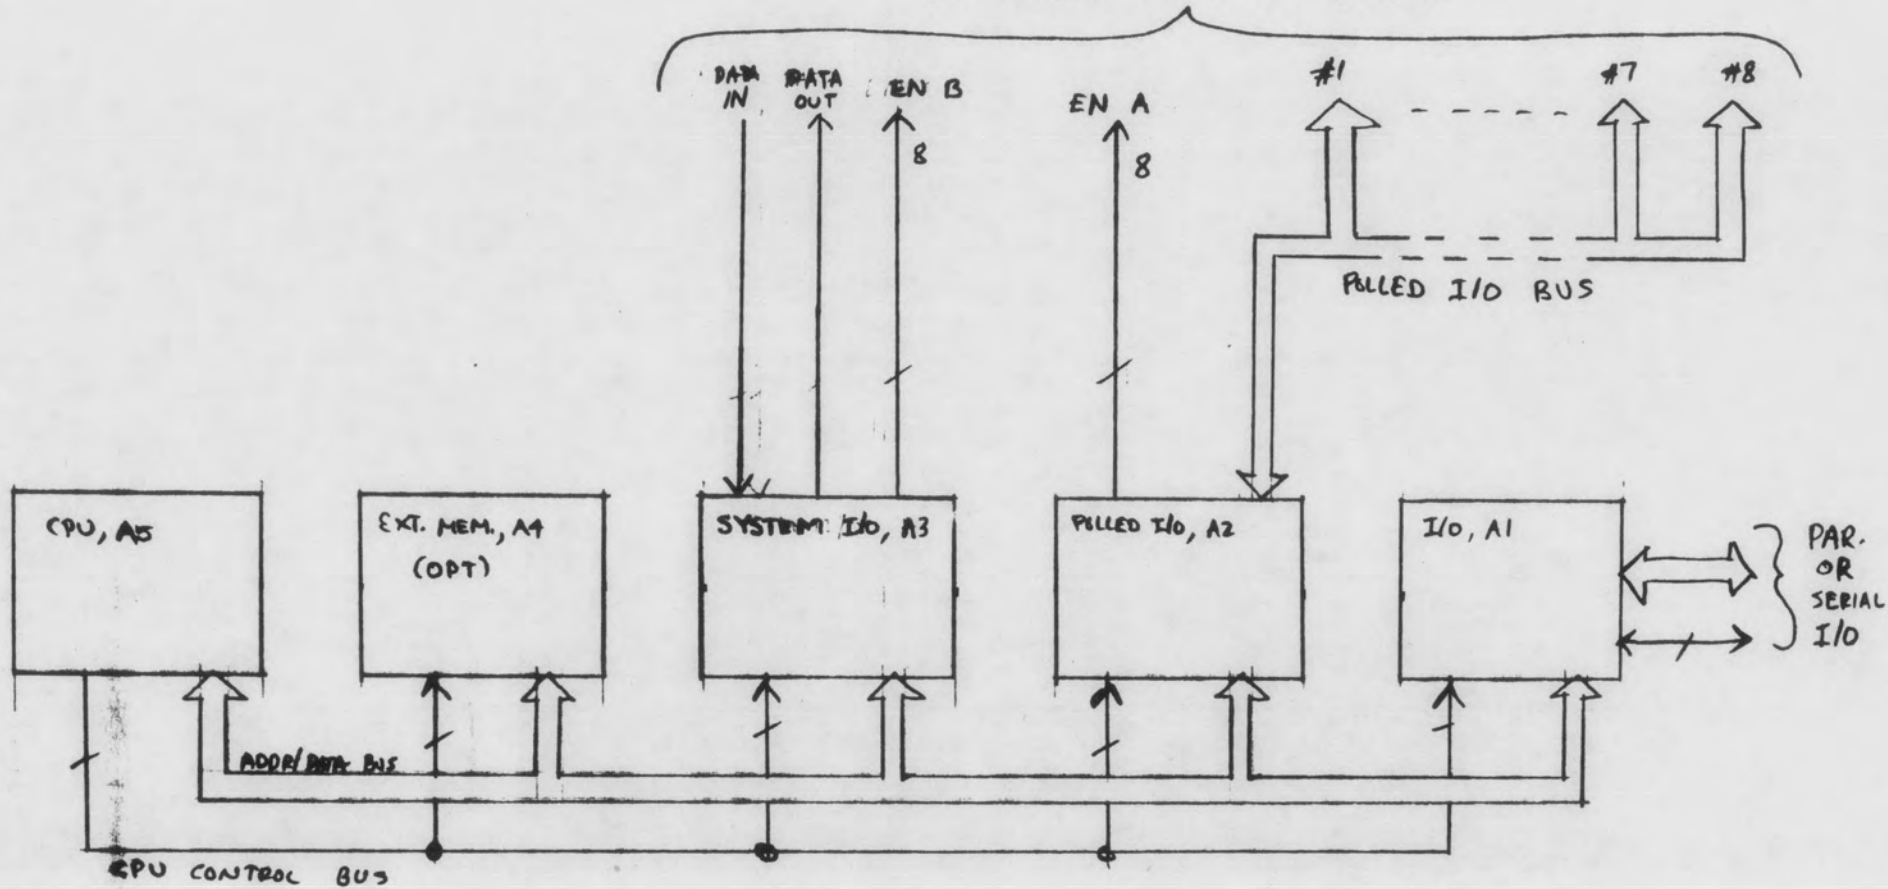 DATA
IN
DATA
OUT
EN B
8
EN A
8
#1
#7
#8
POLLED I/O BUS
CPU, A5
EXT. MEM., A4
(OPT)
SYSTEM I/O, A3
POLLED I/O, A2
I/O, A1
PAR.
OR
SERIAL
I/O
ADDR/DATA BUS
CPU CONTROL BUS